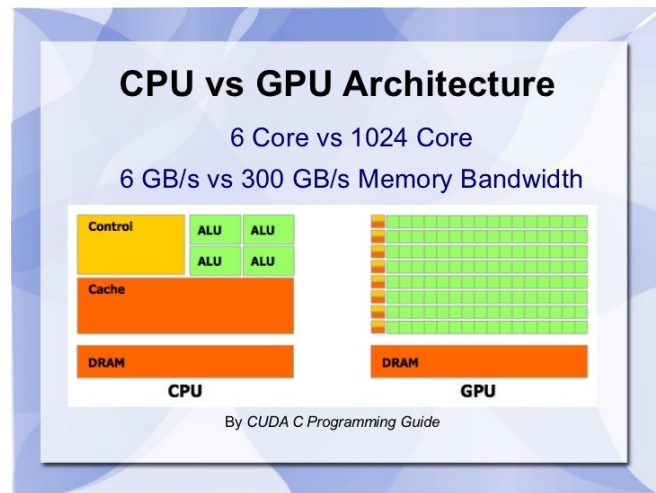 CPU vs GPU Architecture
6 Core vs 1024 Core
6 GB/s vs 300 GB/s Memory Bandwidth
Control
ALU ALU
ALU ALU
Cache
DRAM
CPU
DRAM
GPU
By CUDA C Programming Guide